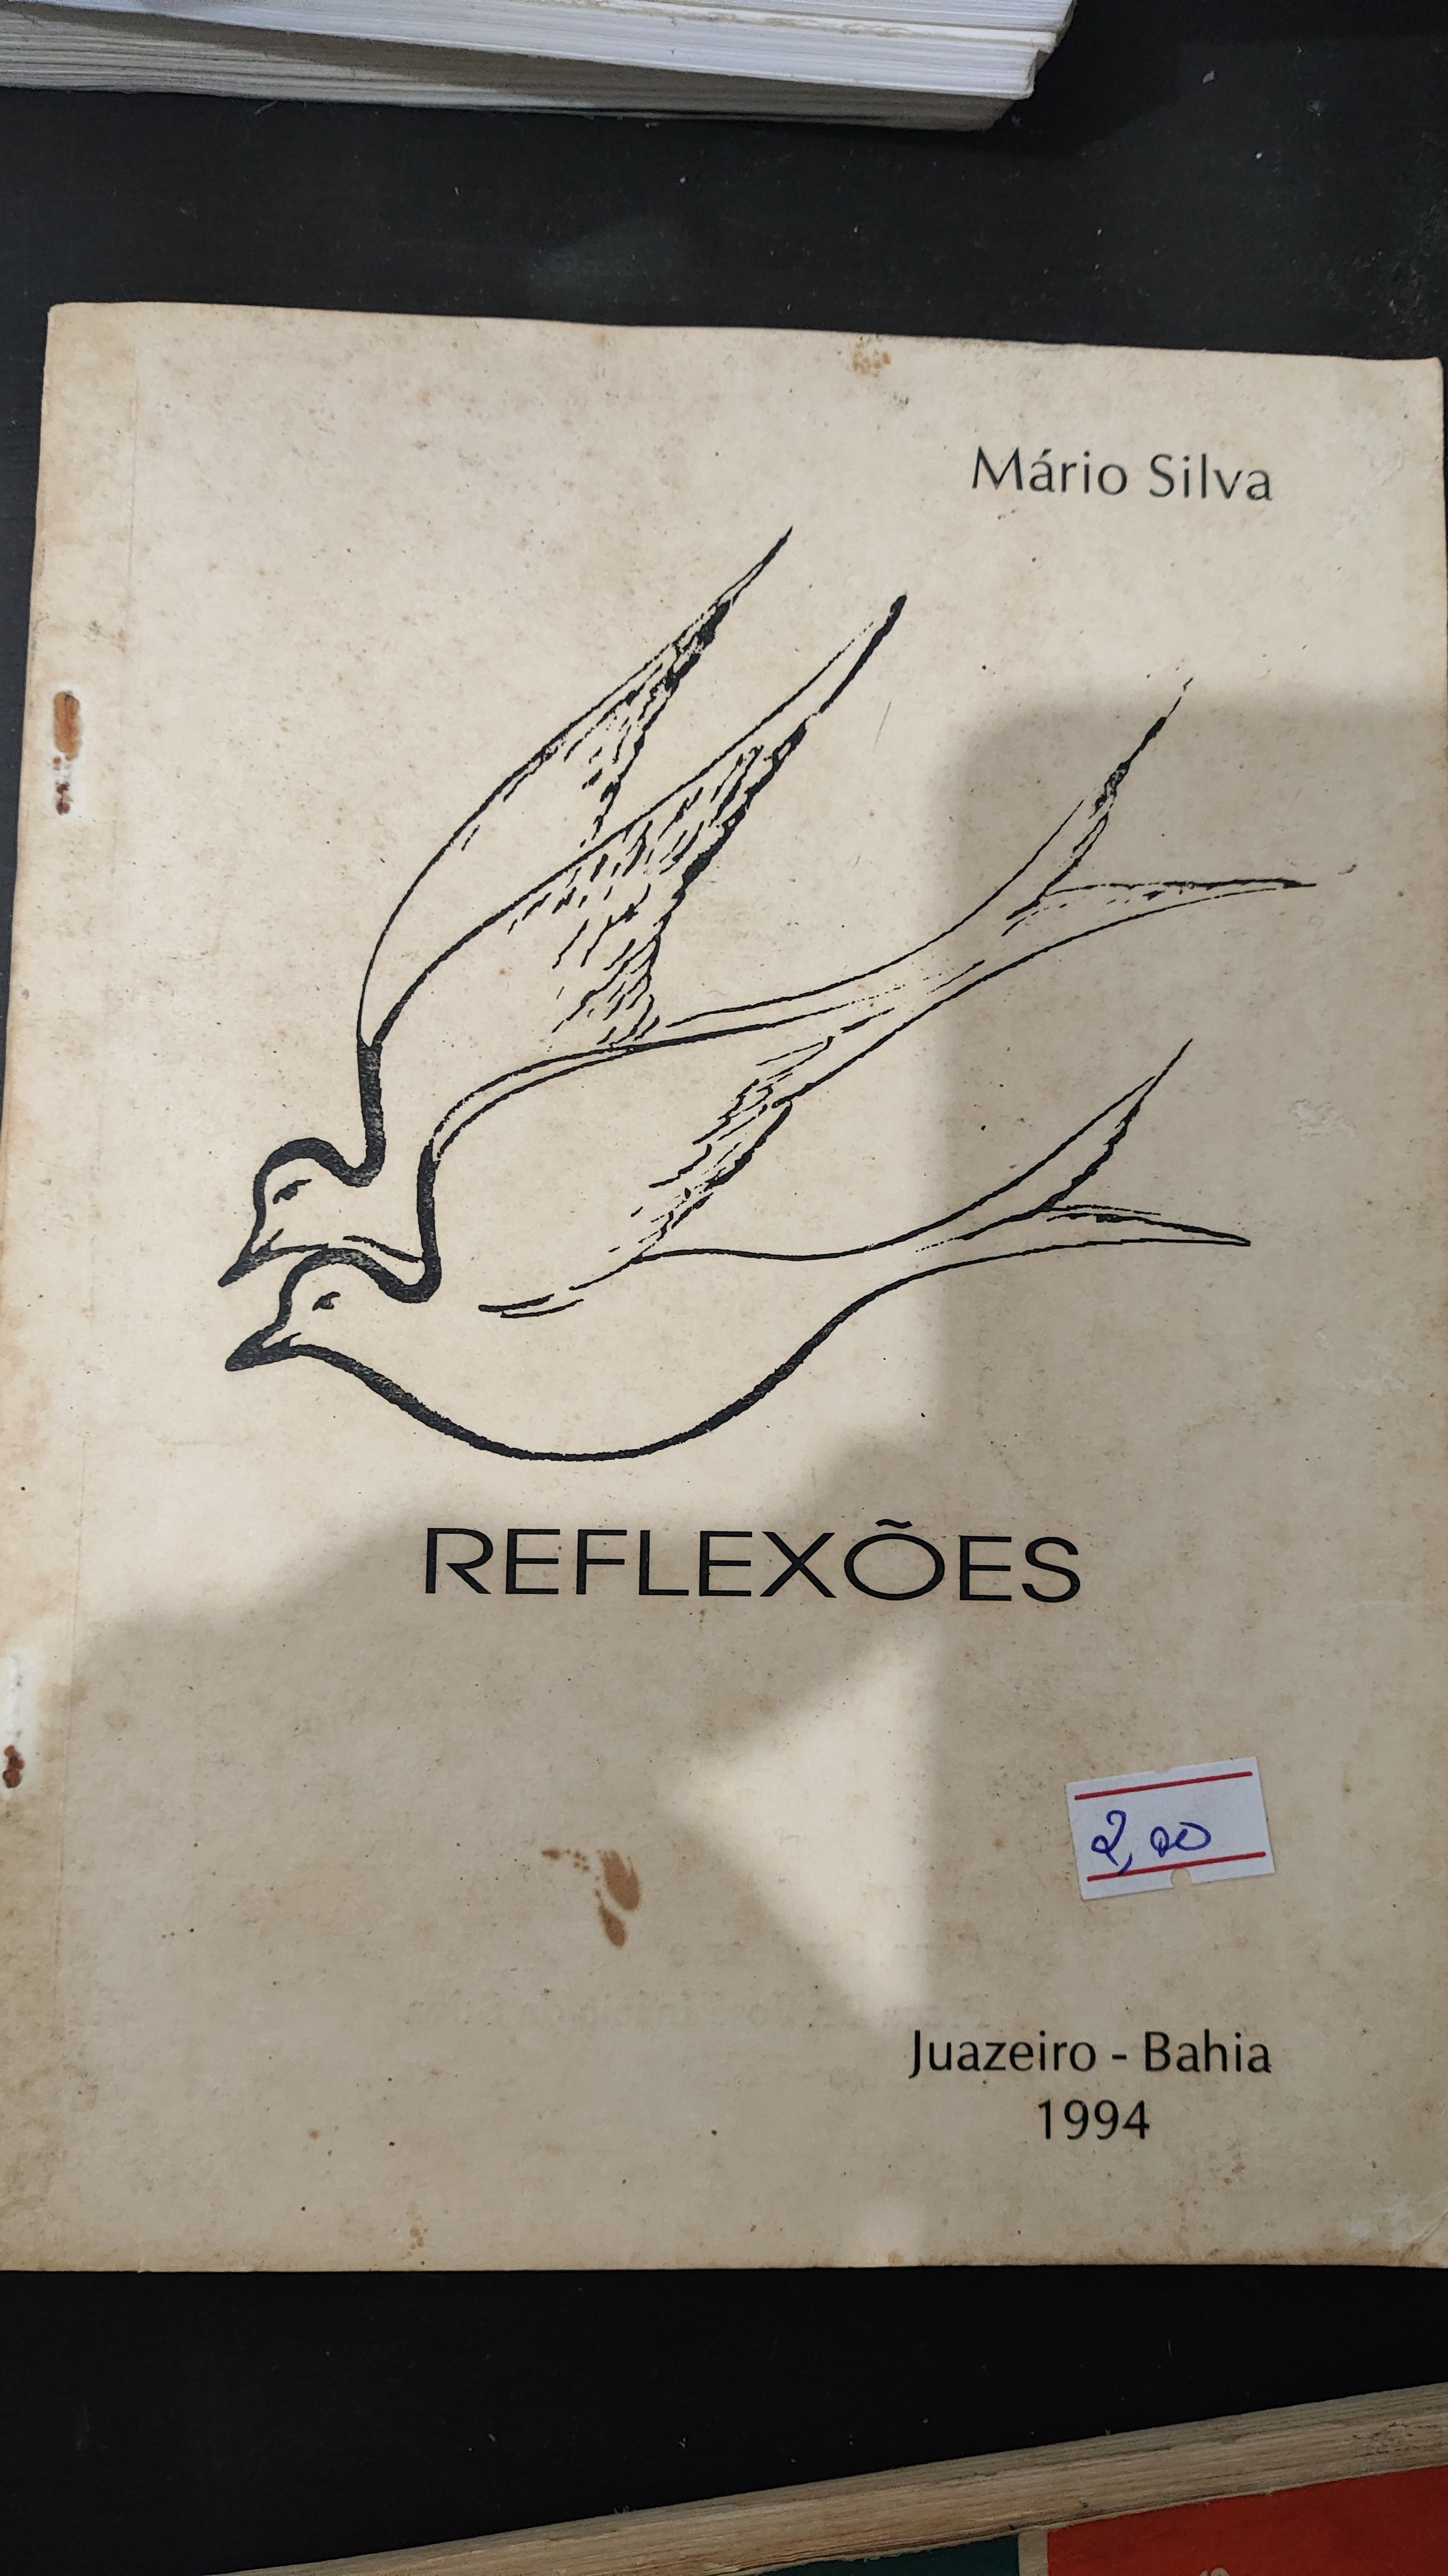 Mário Silva
REFLEXÕES
2,00
Juazeiro - Bahia
1994